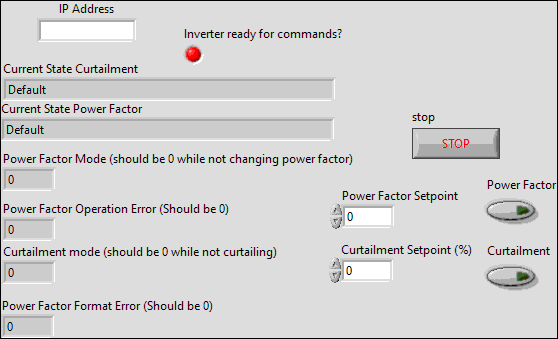 IP Address
Inverter ready for commands?
Current State Curtailment
Default
Current State Power Factor
Default
stop
STOP
Power Factor Mode (should be 0 while not changing power factor)
0
Power Factor Setpoint
0
Power Factor
Power Factor Operation Error (Should be 0)
0
Curtailment mode (should be 0 while not curtailing)
0
Curtailment Setpoint (%)
0
Curtailment
Power Factor Format Error (Should be 0)
0